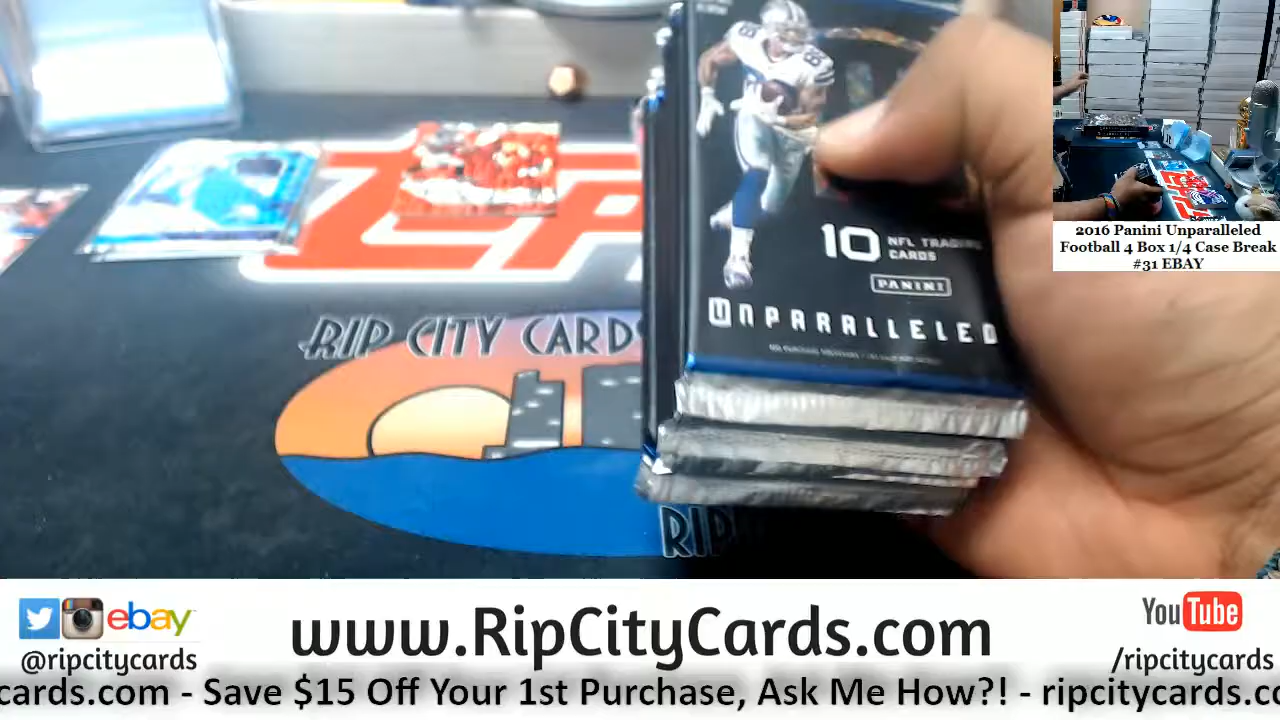 10 NFL TRADING
CARDS
PANINI
UNPARALLELED
RIP CITY CARDS
RIP
2016 Panini Unparalleled
Football 4 Box 1/4 Case Break
#31 EBAY
ebay
@ripcitycards
www.RipCityCards.com
YouTube
/ripcitycards
cards.com - Save $15 Off Your 1st Purchase, Ask Me How?! - ripcitycards.co